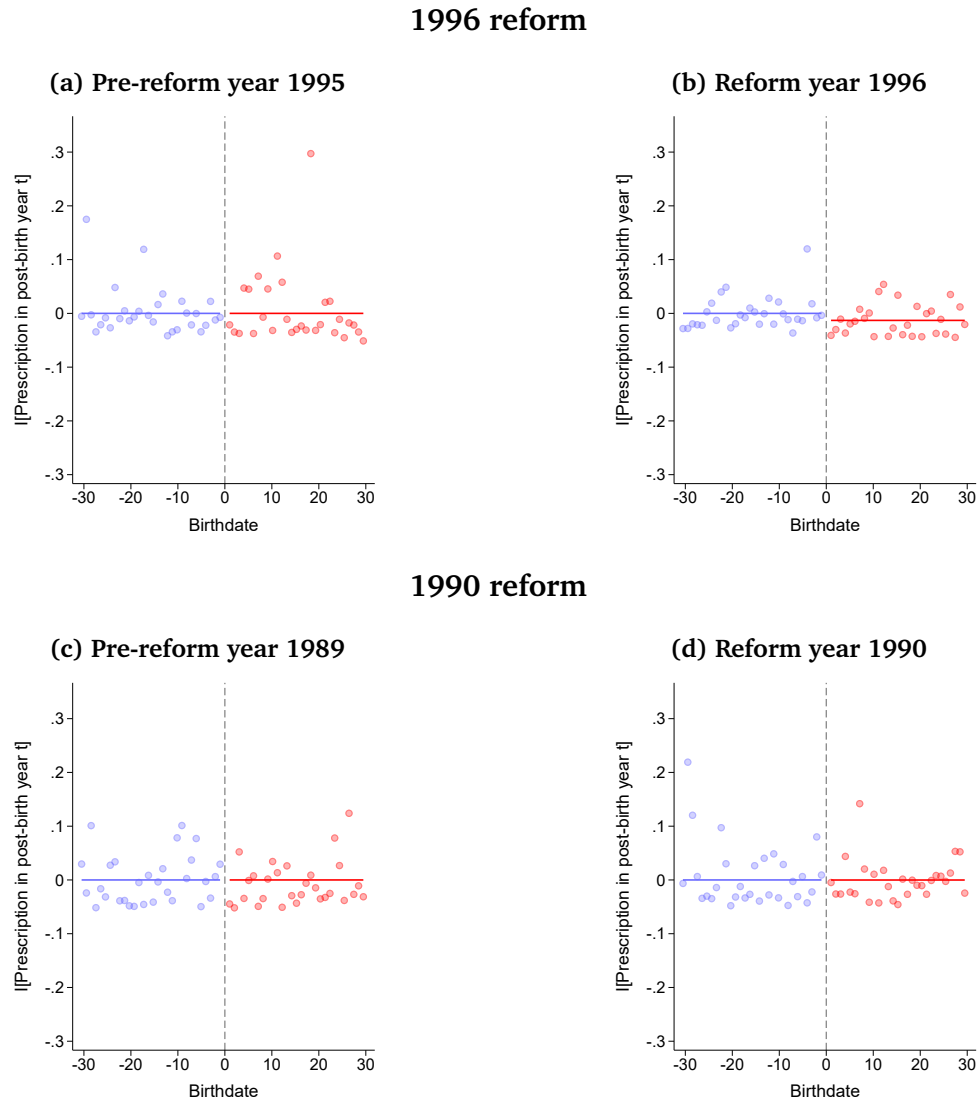 1996 reform
(a) Pre-reform year 1995
I[Prescription in post-birth year t]
.3
.2
.1
0
-.1
-.2
-.3
-30 -20 -10 0 10 20 30
Birthdate
(b) Reform year 1996
I[Prescription in post-birth year t]
.3
.2
.1
0
-.1
-.2
-.3
-30 -20 -10 0 10 20 30
Birthdate
1990 reform
(c) Pre-reform year 1989
I[Prescription in post-birth year t]
.3
.2
.1
0
-.1
-.2
-.3
-30 -20 -10 0 10 20 30
Birthdate
(d) Reform year 1990
I[Prescription in post-birth year t]
.3
.2
.1
0
-.1
-.2
-.3
-30 -20 -10 0 10 20 30
Birthdate